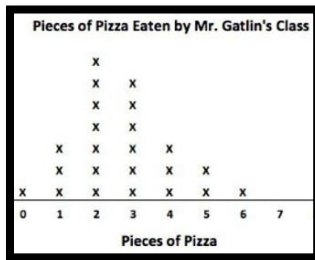 Pieces of Pizza Eaten by Mr. Gatlin's Class
x
x x
x x
x x
x x x x
x x x x x
x x x x x x x
0 1 2 3 4 5 6 7
Pieces of Pizza